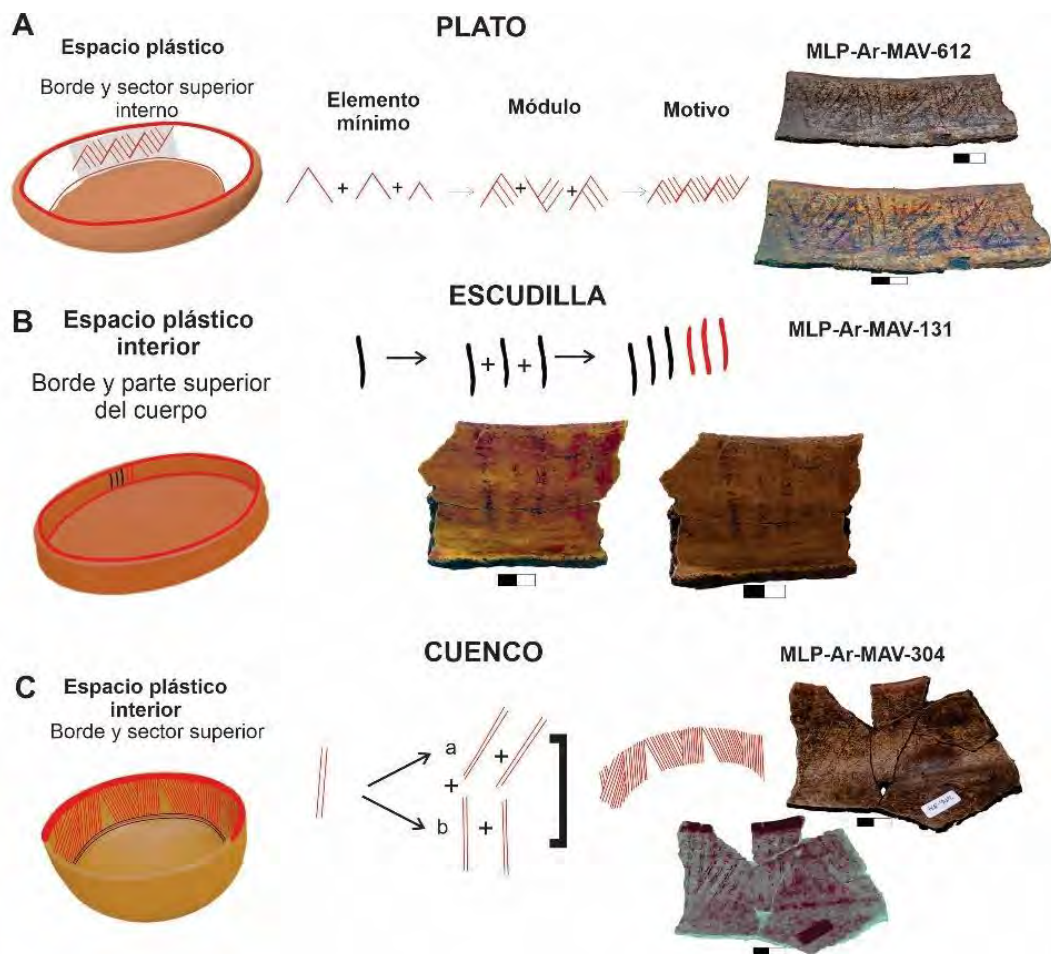 A
PLATO
Espacio plástico
Borde y sector superior
interno
Elemento
mínimo
Módulo
Motivo
MLP-Ar-MAV-612
+ +
+ +
B
ESCUDILLA
Espacio plástico
interior
Borde y parte superior
del cuerpo
+ +
MLP-Ar-MAV-131
C
CUENCO
Espacio plástico
interior
Borde y sector superior
a
+
+
b
+
MLP-Ar-MAV-304